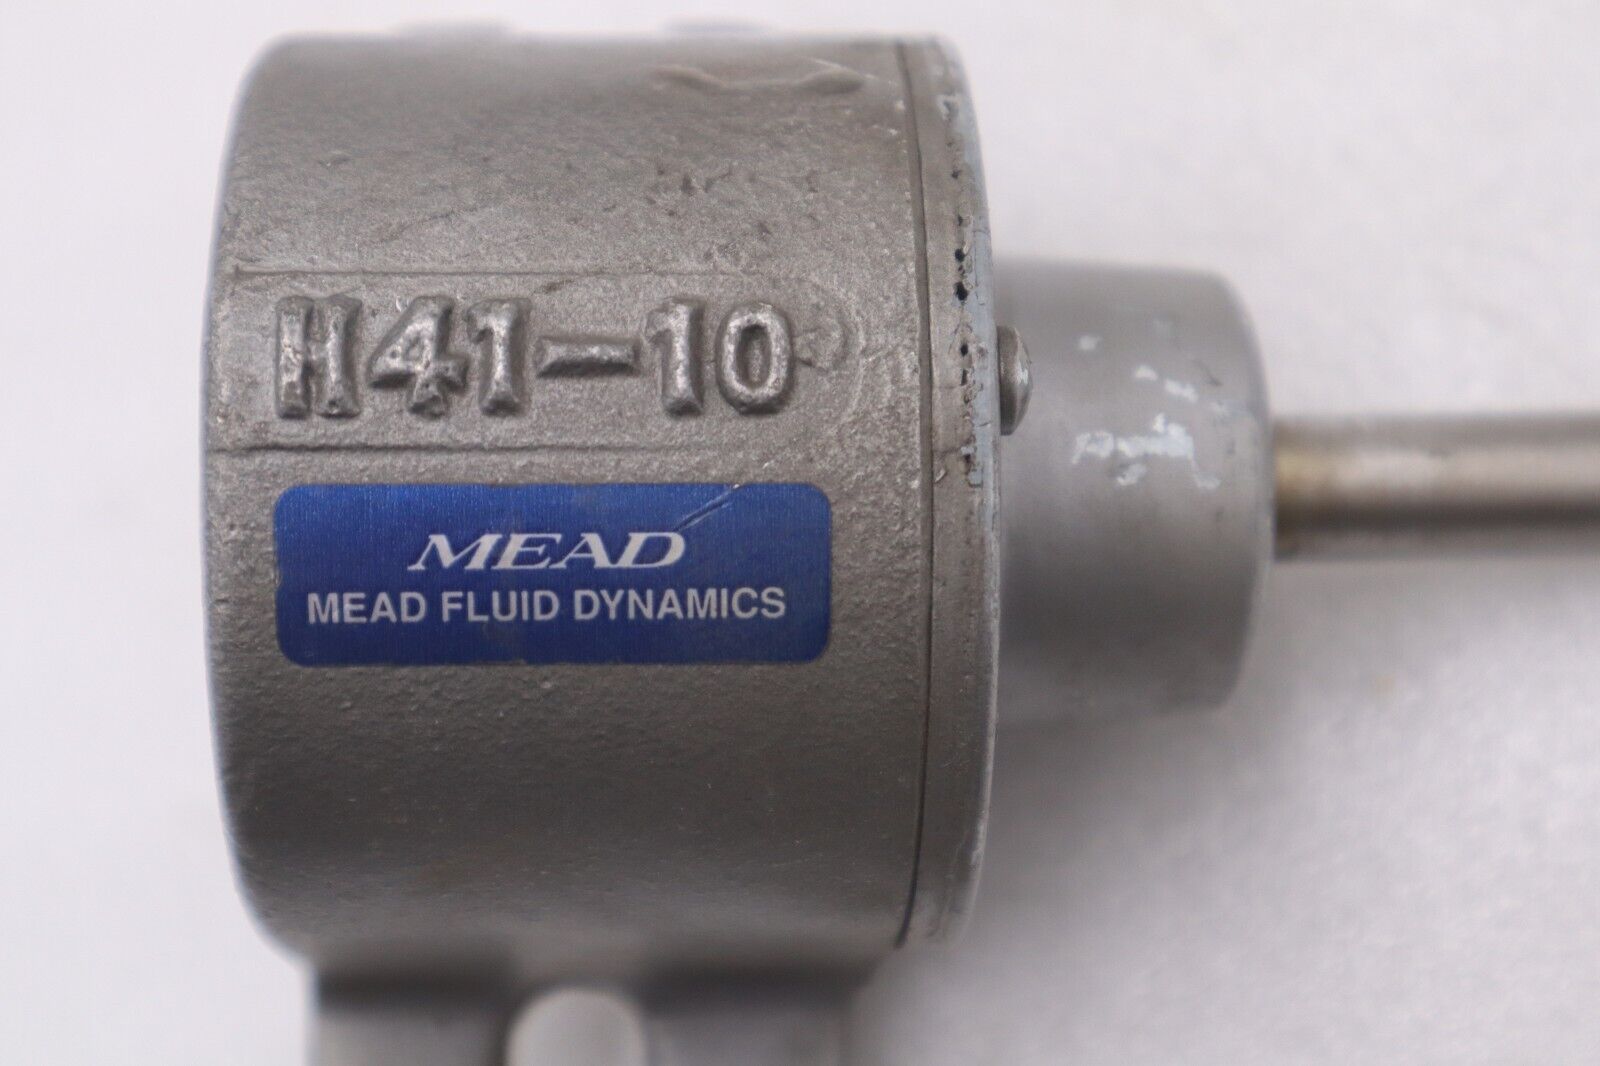 H41-10
MEAD
MEAD FLUID DYNAMICS